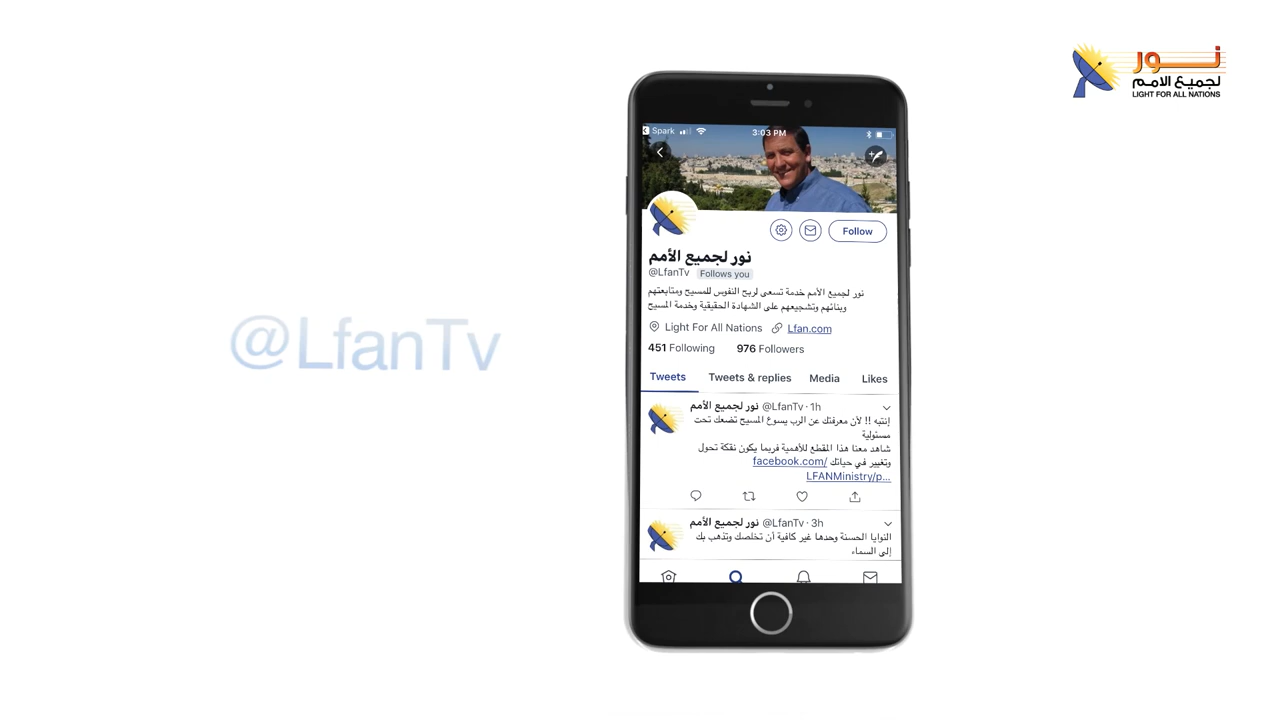 نور
لجميع الامم
LIGHT FOR ALL NATIONS
@LfanTv
Spark
3:03 PM
Follow
نور لجميع الأمم
@LfanTv Follows you
نور لجميع الأمم خدمة تسعى لربح النفوس للمسيح ومتابعتهم
وبنائهم وتشجيعهم على الشهادة الحقيقية وخدمة المسيح
Light For All Nations Lfan.com
451 Following 976 Followers
Tweets Tweets & replies Media Likes
نور لجميع الأمم @LfanTv · 1h
إنتبه !! لأن معرفتك عن الرب يسوع المسيح تضعك تحت
مسئولية
شاهد معنا هذا المقطع للأهمية فربما يكون نقكة تحول
وتغيير في حياتك facebook.com/
LFANMinistry/p...
نور لجميع الأمم @LfanTv · 3h
النوايا الحسنة وحدها غير كافية أن تخلصك وتذهب بك
إلى السماء